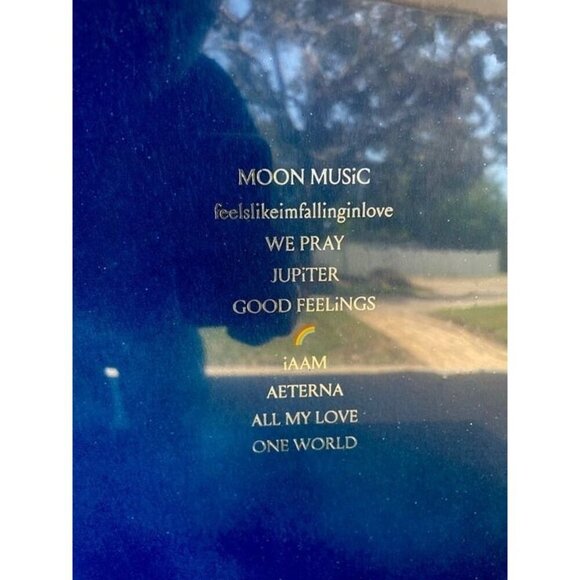 MOON MUSiC
feelslikeimfallinginlove
WE PRAY
JUPiTER
GOOD FEELiNGS
iAAM
AETERNA
ALL MY LOVE
ONE WORLD